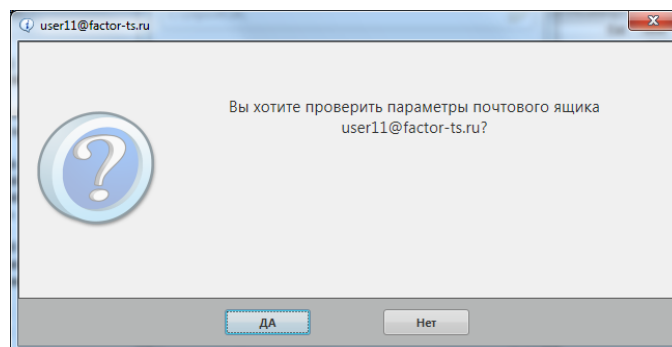 user11@factor-ts.ru
Вы хотите проверить параметры почтового ящика
user11@factor-ts.ru?
ДА
Нет